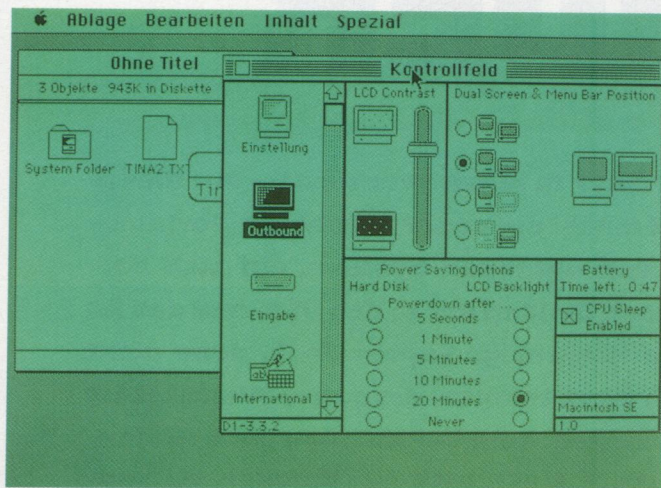 Ablage Bearbeiten Inhalt Spezial
Ohne Titel
3 Objekte 943K in Diskette
System Folder
TINA2.TXT
Tin
Kontrollfeld
Einstellung
Outbound
Eingabe
International
D1-3.3.2
LCD Contrast
Dual Screen & Menu Bar Position
Power Saving Options
Hard Disk LCD Backlight
Powerdown after ...
5 Seconds
1 Minute
5 Minutes
10 Minutes
20 Minutes
Never
Battery
Time left: 0:47
CPU Sleep
Enabled
Macintosh SE
1.0